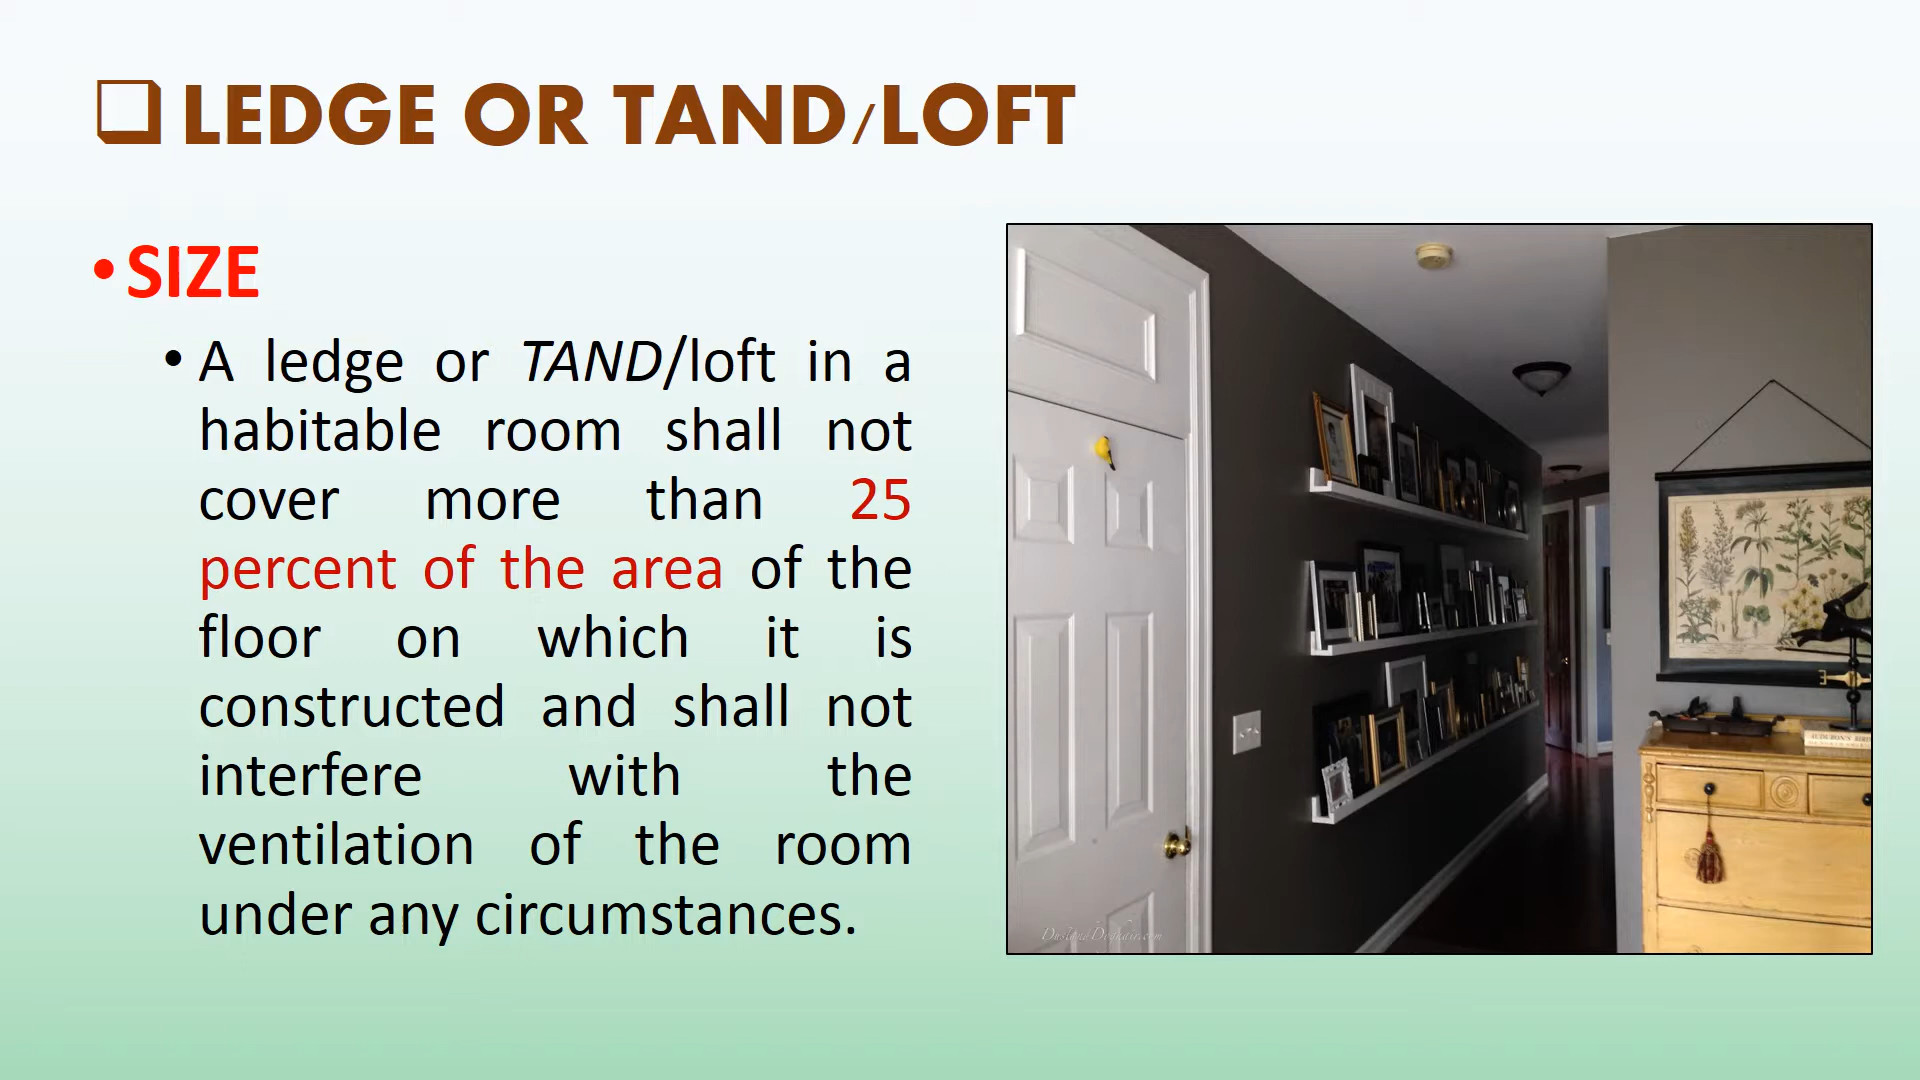 LEDGE OR TAND/LOFT
• SIZE
• A ledge or TAND/loft in a
habitable room shall not
cover more than 25
percent of the area of the
floor on which it is
constructed and shall not
interfere with the
ventilation of the room
under any circumstances.